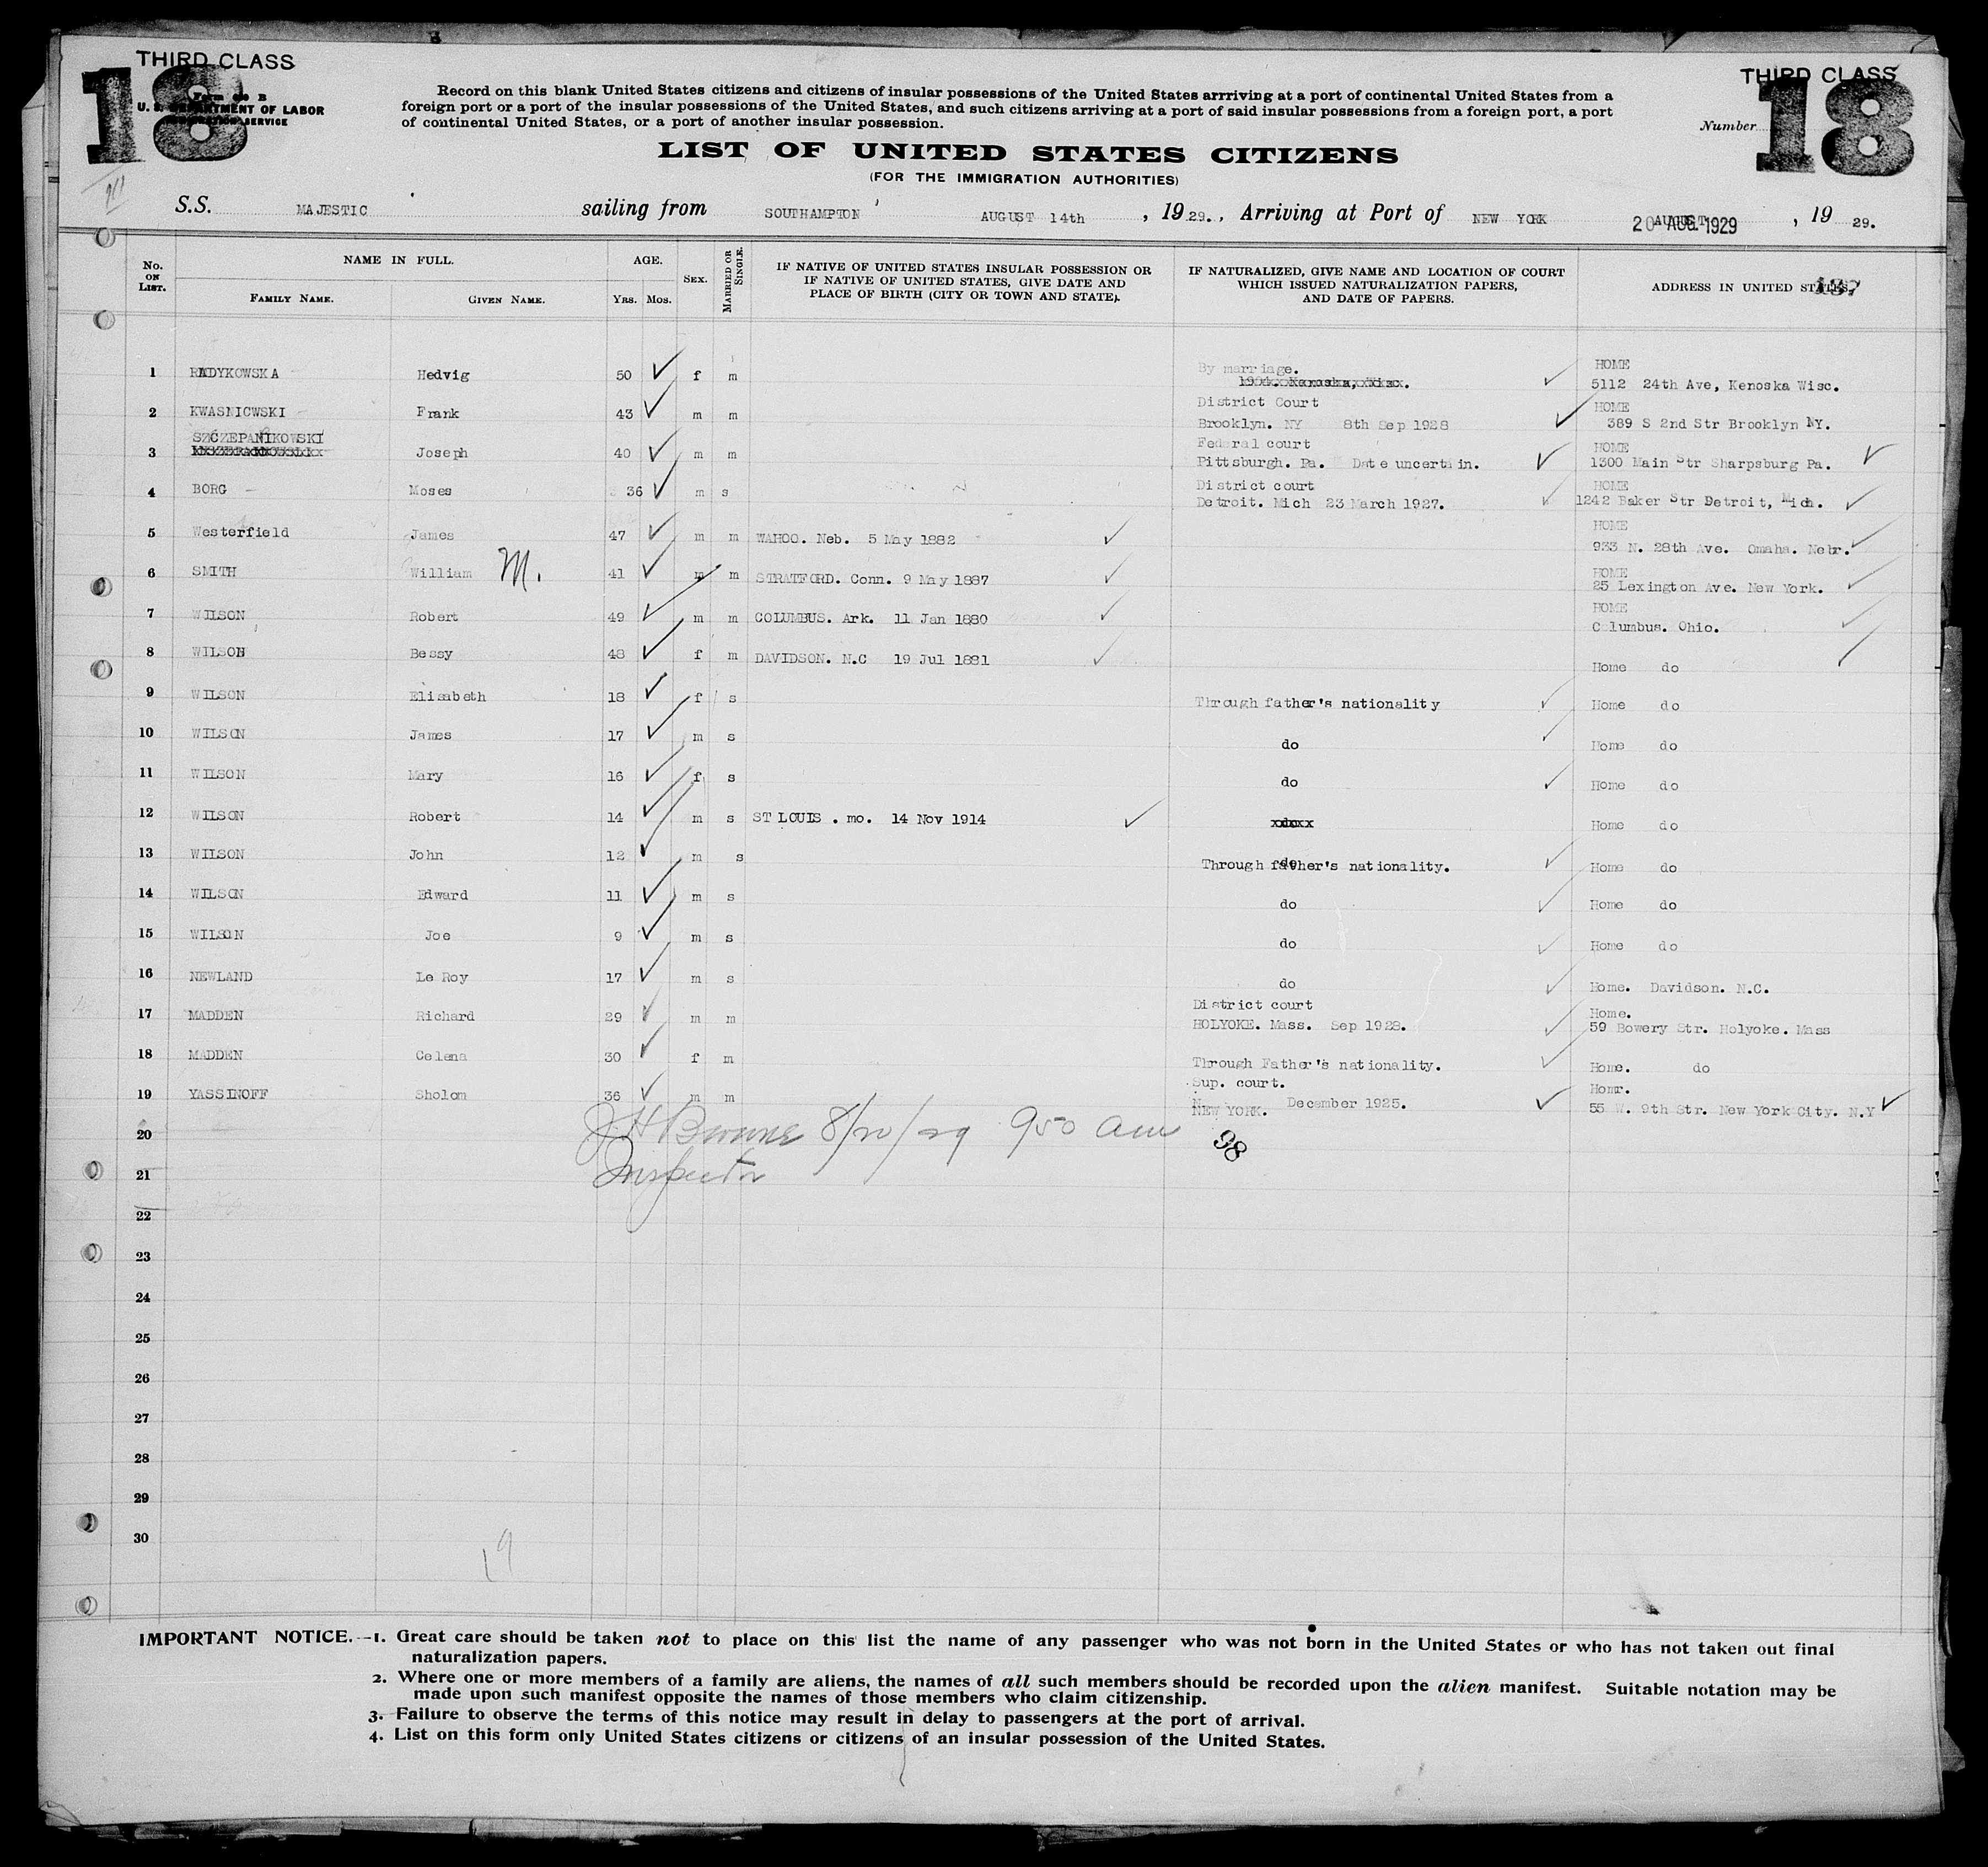 THIRD CLASS
THIRD CLASS
18
18
U. S. DEPARTMENT OF LABOR
IMMIGRATION SERVICE
Number
Record on this blank United States citizens and citizens of insular possessions of the United States arrriving at a port of continental United States from a
foreign port or a port of the insular possessions of the United States, and such citizens arriving at a port of said insular possessions from a foreign port, a port
of continental United States, or a port of another insular possession.
LIST OF UNITED STATES CITIZENS
(FOR THE IMMIGRATION AUTHORITIES)
S.S. MAJESTIC sailing from SOUTHAMPTON AUGUST 14th , 19 29. , Arriving at Port of NEW YORK 20 AUG 1929 , 19 29.
No. ON LIST. NAME IN FULL. FAMILY NAME. GIVEN NAME. AGE. Yrs. Mos. SEX. MARRIED OR SINGLE.
IF NATIVE OF UNITED STATES INSULAR POSSESSION OR
IF NATIVE OF UNITED STATES, GIVE DATE AND
PLACE OF BIRTH (CITY OR TOWN AND STATE).
IF NATURALIZED, GIVE NAME AND LOCATION OF COURT
WHICH ISSUED NATURALIZATION PAPERS,
AND DATE OF PAPERS.
ADDRESS IN UNITED STATES.
By marriage. HOME
1 RADYKOWSKA Hedvig 50 f m 5112 24th Ave, Kenoska Wisc.
District Court HOME
2 KWASNICWSKI Frank 43 m m Brooklyn. NY 8th Sep 1928 389 S 2nd Str Brooklyn NY.
SZCZEPANIKOWSKI Federal court HOME
3 Joseph 40 m m Pittsburgh. Pa. Date uncertain. 1300 Main Str Sharpsburg Pa.
District court HOME
4 BORG Moses 36 m s Detroit. Mich 23 March 1927. 1242 Baker Str Detroit, Mich.
HOME
5 Westerfield James 47 m m WAHOO. Neb. 5 May 1882 933 N. 28th Ave. Omaha. Nebr.
HOME
6 SMITH William M. 41 m m STRATFORD. Conn. 9 May 1887 25 Lexington Ave. New York.
HOME
7 WILSON Robert 49 m m COLUMBUS. Ark. 11 Jan 1880 Columbus. Ohio.
8 WILSON Bessy 48 f m DAVIDSON. N.C 19 Jul 1881 Home do
9 WILSON Elisabeth 18 f s Through father's nationality Home do
10 WILSON James 17 m s do Home do
11 WILSON Mary 16 f s do Home do
12 WILSON Robert 14 m s ST LOUIS . mo. 14 Nov 1914 Home do
13 WILSON John 12 m s Through father's nationality. Home do
14 WILSON Edward 11 m s do Home do
15 WILSON Joe 9 m s do Home do
16 NEWLAND Le Roy 17 m s do Home. Davidson. N.C.
District court Home.
17 MADDEN Richard 29 m m HOLYOKE. Mass. Sep 1928. 59 Bowery Str. Holyoke. Mass
18 MADDEN Celena 30 f m Through Father's nationality. Home. do
Sup. court. Homr.
19 YASSINOFF Sholom 36 m m NEW YORK. December 1925. 55 W. 9th Str. New York City. N.Y
20 8/20/29 950 am 98
21 Inspector
22
23
24
25
26
27
28
29
30
19
IMPORTANT NOTICE.—1. Great care should be taken not to place on this list the name of any passenger who was not born in the United States or who has not taken out final
naturalization papers.
2. Where one or more members of a family are aliens, the names of all such members should be recorded upon the alien manifest. Suitable notation may be
made upon such manifest opposite the names of those members who claim citizenship.
3. Failure to observe the terms of this notice may result in delay to passengers at the port of arrival.
4. List on this form only United States citizens or citizens of an insular possession of the United States.